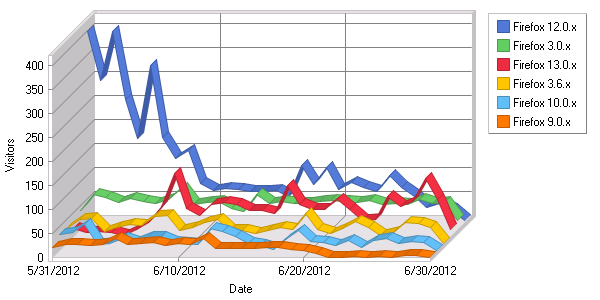 400
350
300
250
200
150
100
50
0
Visitors
5/31/2012
6/10/2012
6/20/2012
6/30/2012
Date
Firefox 12.0.x
Firefox 3.0.x
Firefox 13.0.x
Firefox 3.6.x
Firefox 10.0.x
Firefox 9.0.x